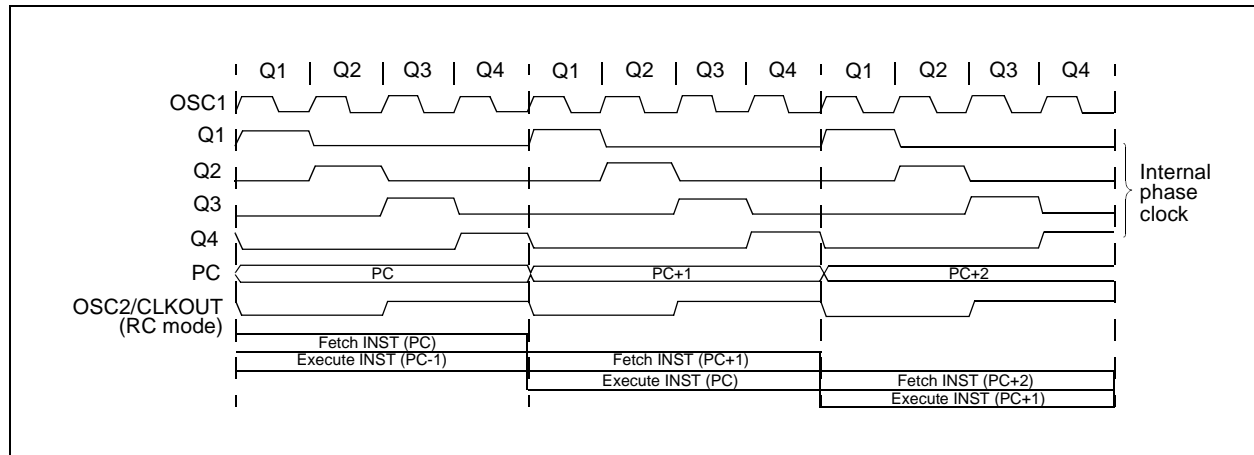 Q1 Q2 Q3 Q4 Q1 Q2 Q3 Q4 Q1 Q2 Q3 Q4
OSC1
Q1
Q2
Q3
Q4
PC
PC PC+1 PC+2
OSC2/CLKOUT
(RC mode)
Internal
phase
clock
Fetch INST (PC)
Execute INST (PC-1) Fetch INST (PC+1)
Execute INST (PC) Fetch INST (PC+2)
Execute INST (PC+1)